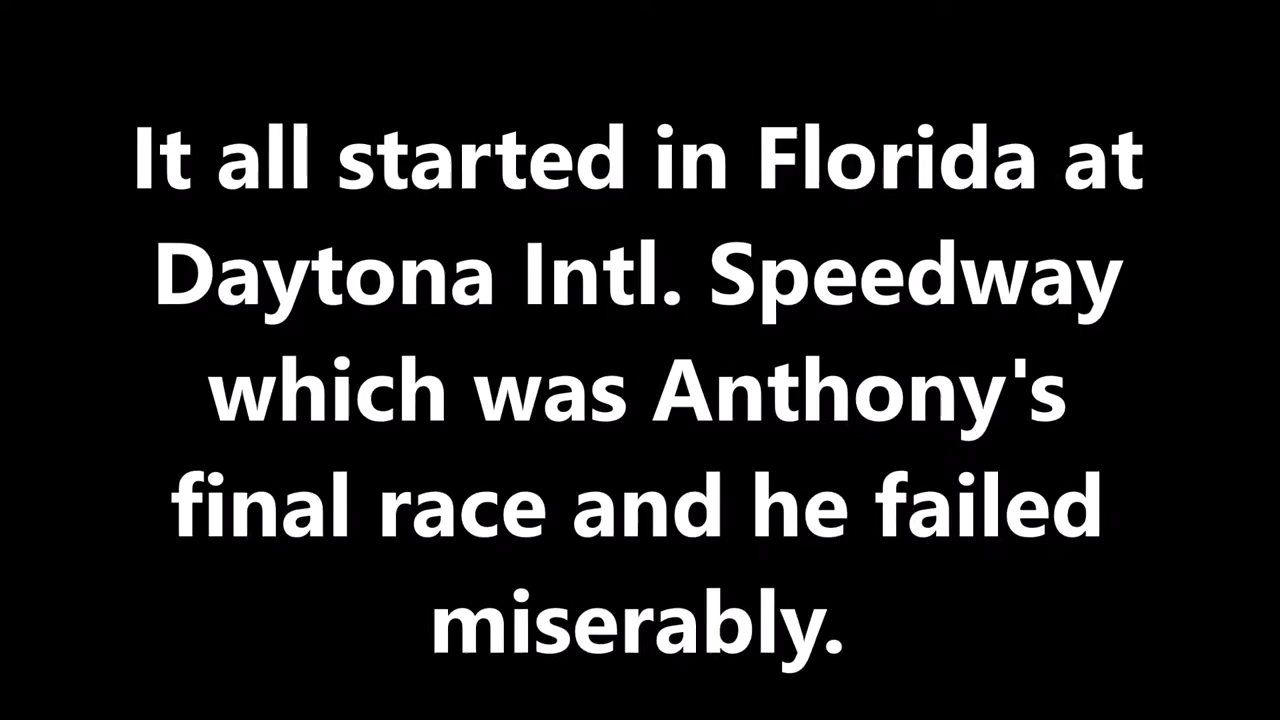 It all started in Florida at
Daytona Intl. Speedway
which was Anthony's
final race and he failed
miserably.